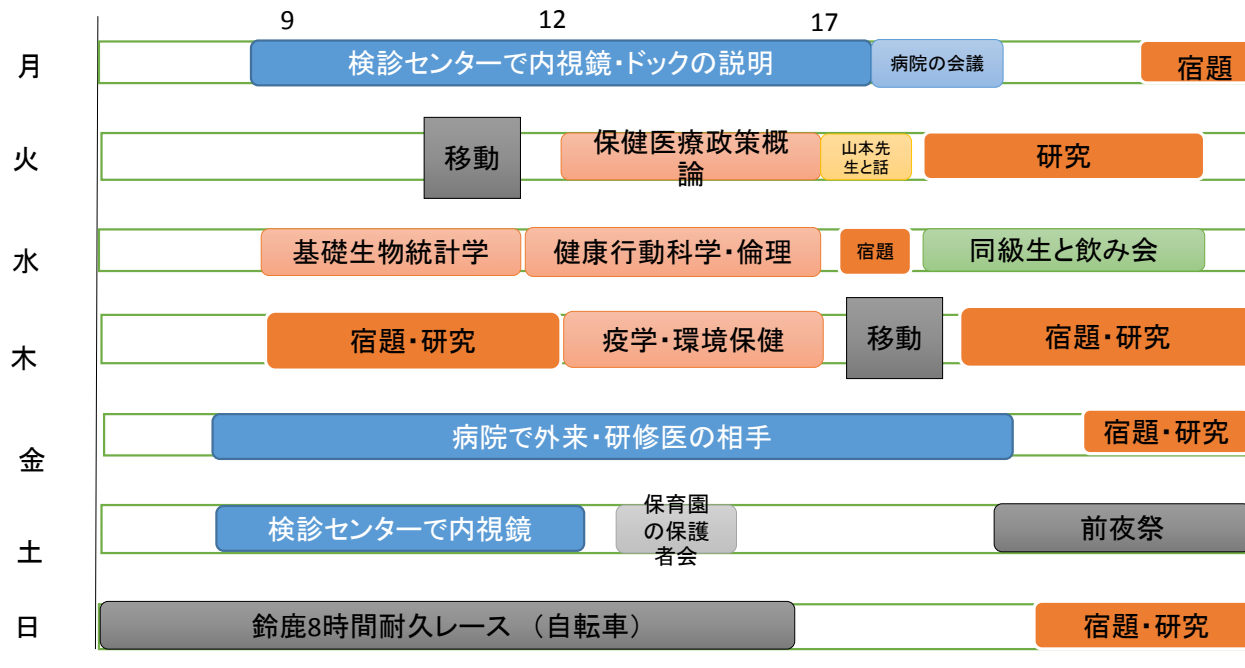 9 12 17
月
検診センターで内視鏡・ドックの説明
病院の会議
宿題
火
移動
保健医療政策概
論
山本先
生と話
研究
水
基礎生物統計学
健康行動科学・倫理
宿題
同級生と飲み会
木
宿題・研究
疫学・環境保健
移動
宿題・研究
金
病院で外来・研修医の相手
宿題・研究
土
検診センターで内視鏡
保育園
の保護
者会
前夜祭
日
鈴鹿8時間耐久レース （自転車）
宿題・研究